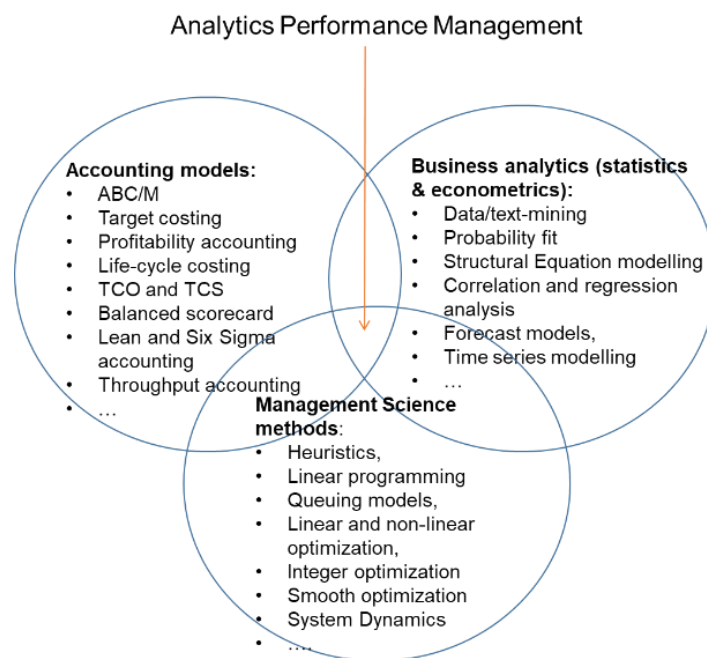 Analytics Performance Management
Accounting models:
• ABC/M
• Target costing
• Profitability accounting
• Life-cycle costing
• TCO and TCS
• Balanced scorecard
• Lean and Six Sigma
accounting
• Throughput accounting
• ...
Business analytics (statistics
& econometrics):
• Data/text-mining
• Probability fit
• Structural Equation modelling
• Correlation and regression
analysis
• Forecast models,
• Time series modelling
• ...
Management Science
methods:
• Heuristics,
• Linear programming
• Queuing models,
• Linear and non-linear
optimization,
• Integer optimization
• Smooth optimization
• System Dynamics
• ....